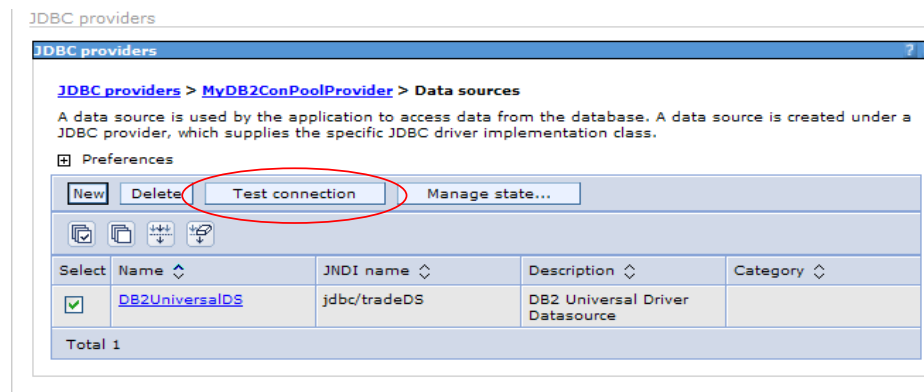 JDBC providers
JDBC providers ?
JDBC providers > MyDB2ConPoolProvider > Data sources
A data source is used by the application to access data from the database. A data source is created under a
JDBC provider, which supplies the specific JDBC driver implementation class.
Preferences
New Delete Test connection Manage state...
Select Name JNDI name Description Category
DB2UniversalDS jdbc/tradeDS DB2 Universal Driver
Datasource
Total 1